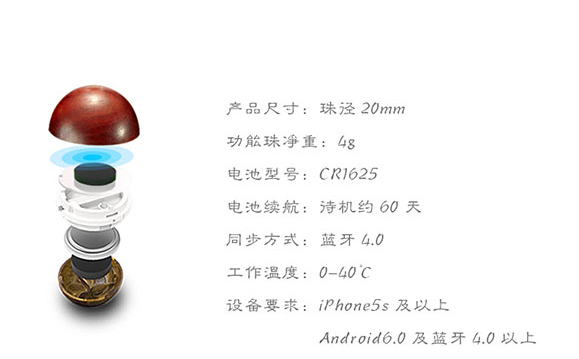 产品尺寸：珠径 20mm
功能珠净重：4g
电池型号：CR1625
电池续航：待机约 60 天
同步方式：蓝牙 4.0
工作温度：0-40℃
设备要求：iPhone5s 及以上
Android6.0 及蓝牙 4.0 以上